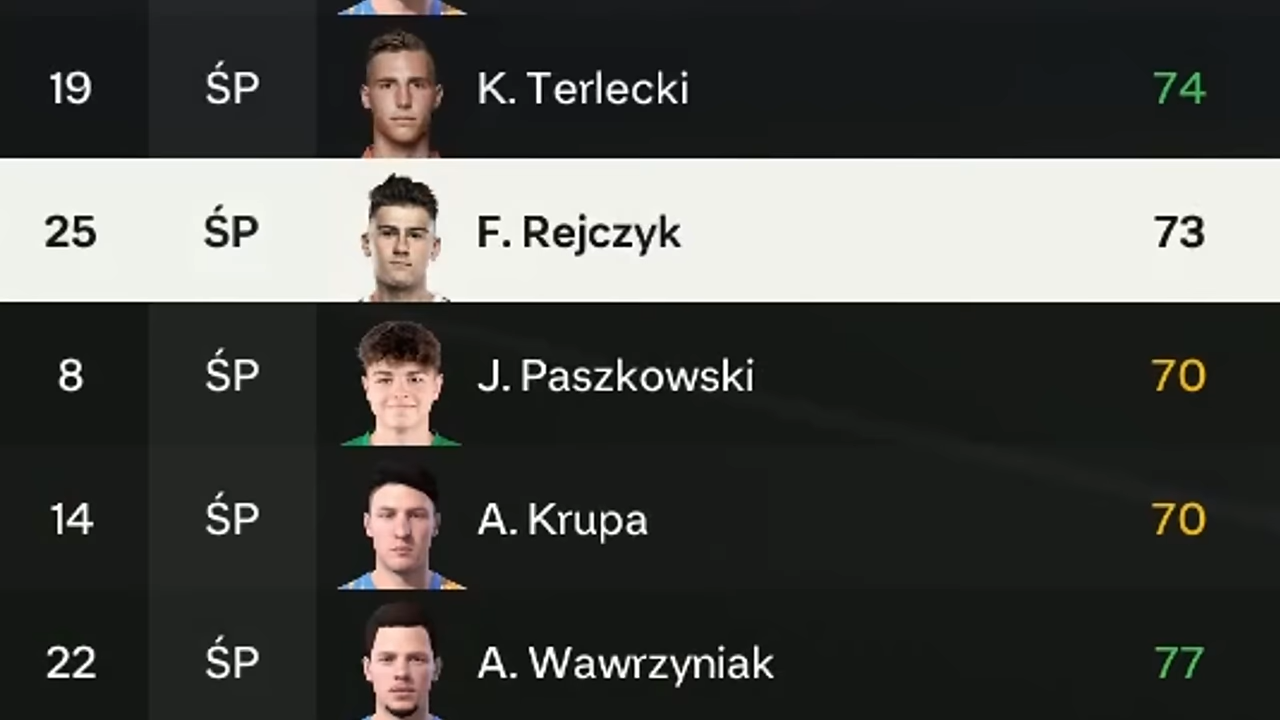 19 ŚP K. Terlecki 74
25 ŚP F. Rejczyk 73
8 ŚP J. Paszkowski 70
14 ŚP A. Krupa 70
22 ŚP A. Wawrzyniak 77